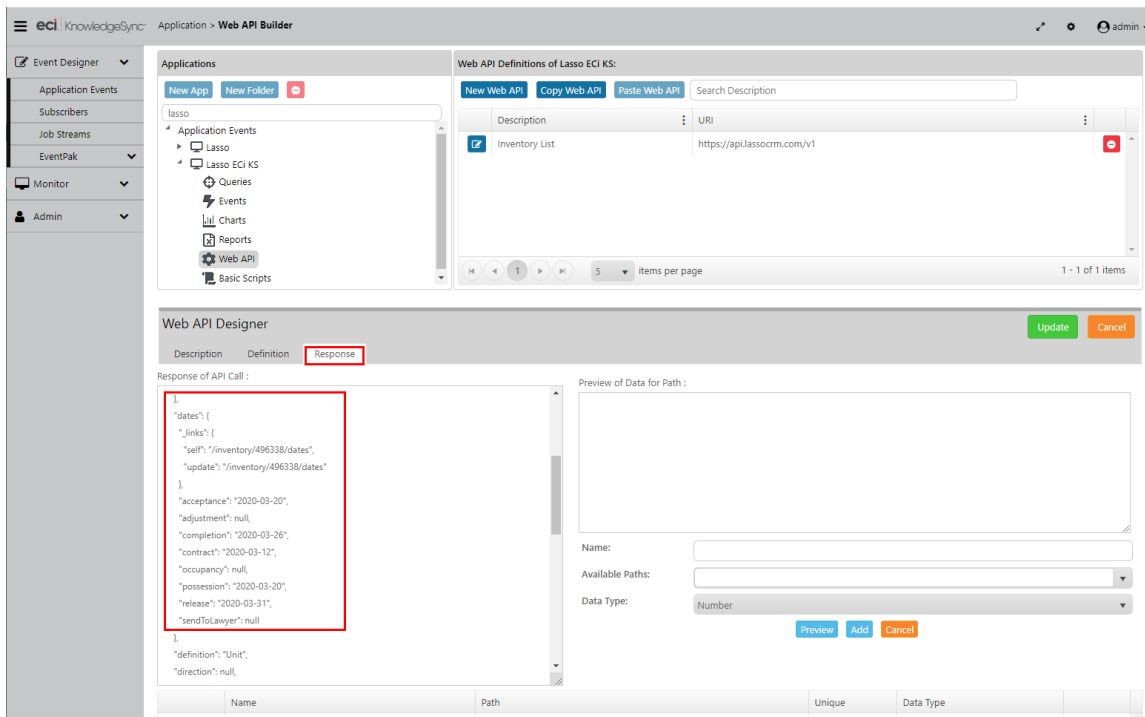 eci KnowledgeSync
Application > Web API Builder
admin
Event Designer
Application Events
Subscribers
Job Streams
EventPak
Monitor
Admin
Applications
New App New Folder
lasso
Application Events
Lasso
Lasso ECi KS
Queries
Events
Charts
Reports
Web API
Basic Scripts
Web API Definitions of Lasso ECi KS:
New Web API Copy Web API Paste Web API Search Description
Description URI
Inventory List https://api.lassocrm.com/v1
1 5 items per page 1 - 1 of 1 items
Web API Designer
Update Cancel
Description Definition Response
Response of API Call :
},
"dates": {
"_links": {
"self": "/inventory/496338/dates",
"update": "/inventory/496338/dates"
},
"acceptance": "2020-03-20",
"adjustment": null,
"completion": "2020-03-26",
"contract": "2020-03-12",
"occupancy": null,
"possession": "2020-03-20",
"release": "2020-03-31",
"sendToLawyer": null
},
"definition": "Unit",
"direction": null,
Preview of Data for Path :
Name:
Available Paths:
Data Type: Number
Preview Add Cancel
Name Path Unique Data Type